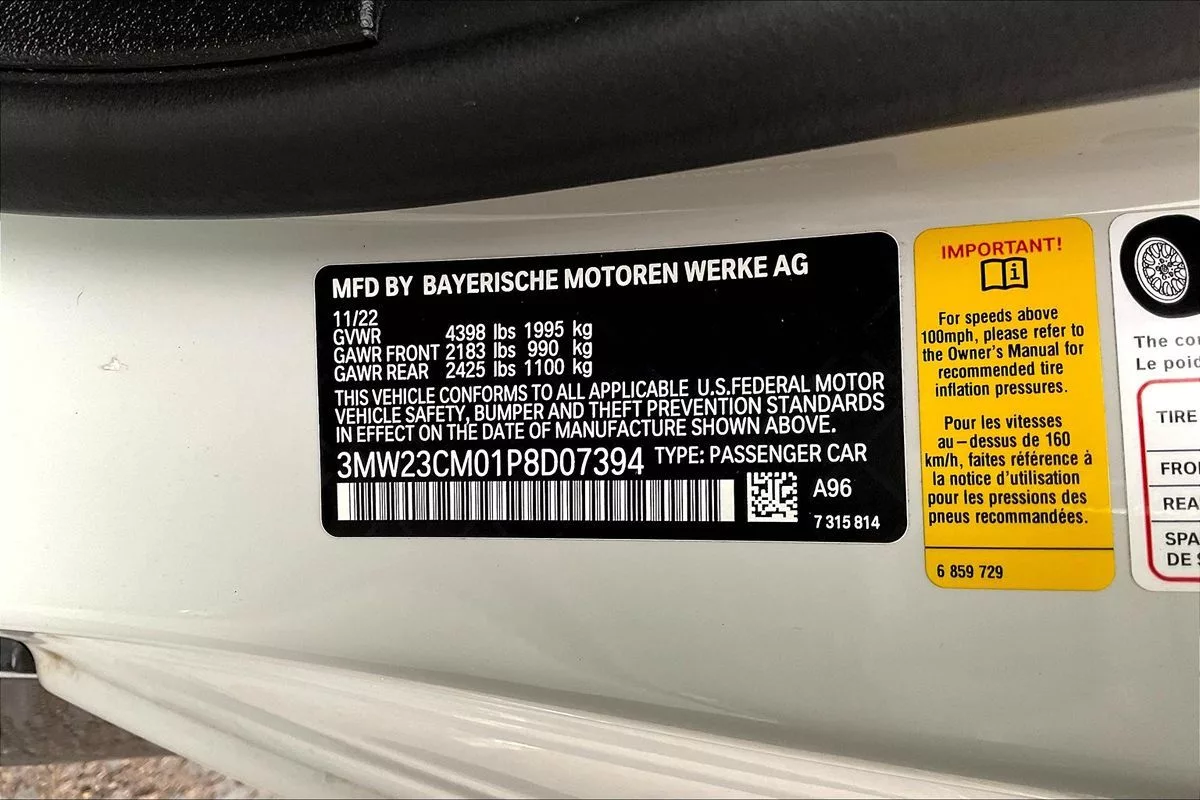 MFD BY BAYERISCHE MOTOREN WERKE AG
11/22
GVWR 4398 lbs 1995 kg
GAWR FRONT 2183 lbs 990 kg
GAWR REAR 2425 lbs 1100 kg
THIS VEHICLE CONFORMS TO ALL APPLICABLE U.S.FEDERAL MOTOR
VEHICLE SAFETY, BUMPER AND THEFT PREVENTION STANDARDS
IN EFFECT ON THE DATE OF MANUFACTURE SHOWN ABOVE.
3MW23CM01P8D07394 TYPE: PASSENGER CAR
A96
7 315 814
IMPORTANT!
i
For speeds above
100mph, please refer to
the Owner's Manual for
recommended tire
inflation pressures.
Pour les vitesses
au–dessus de 160
km/h, faites référence à
la notice d'utilisation
pour les pressions des
pneus recommandées.
6 859 729
The
Le
TIRE
DE